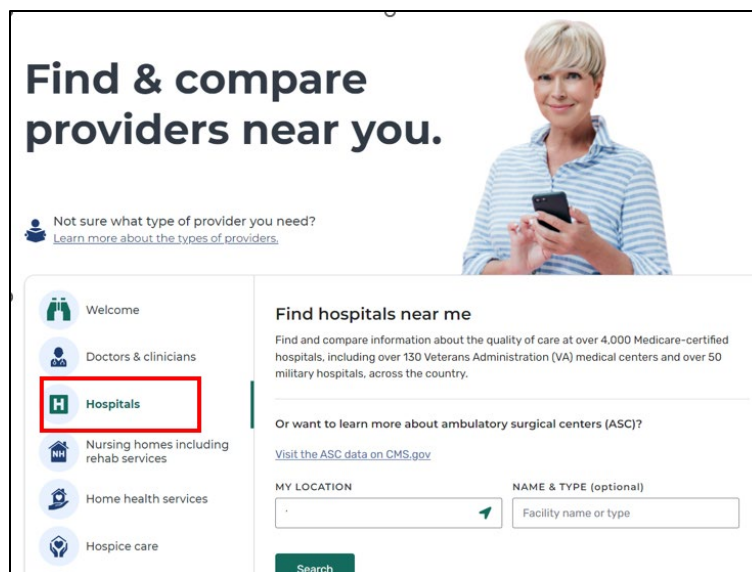 Find & compare
providers near you.
Not sure what type of provider you need?
Learn more about the types of providers.
Welcome
Doctors & clinicians
H Hospitals
NH Nursing homes including
rehab services
Home health services
Hospice care
Find hospitals near me
Find and compare information about the quality of care at over 4,000 Medicare-certified
hospitals, including over 130 Veterans Administration (VA) medical centers and over 50
military hospitals, across the country.
Or want to learn more about ambulatory surgical centers (ASC)?
Visit the ASC data on CMS.gov
MY LOCATION
NAME & TYPE (optional)
Facility name or type
Search